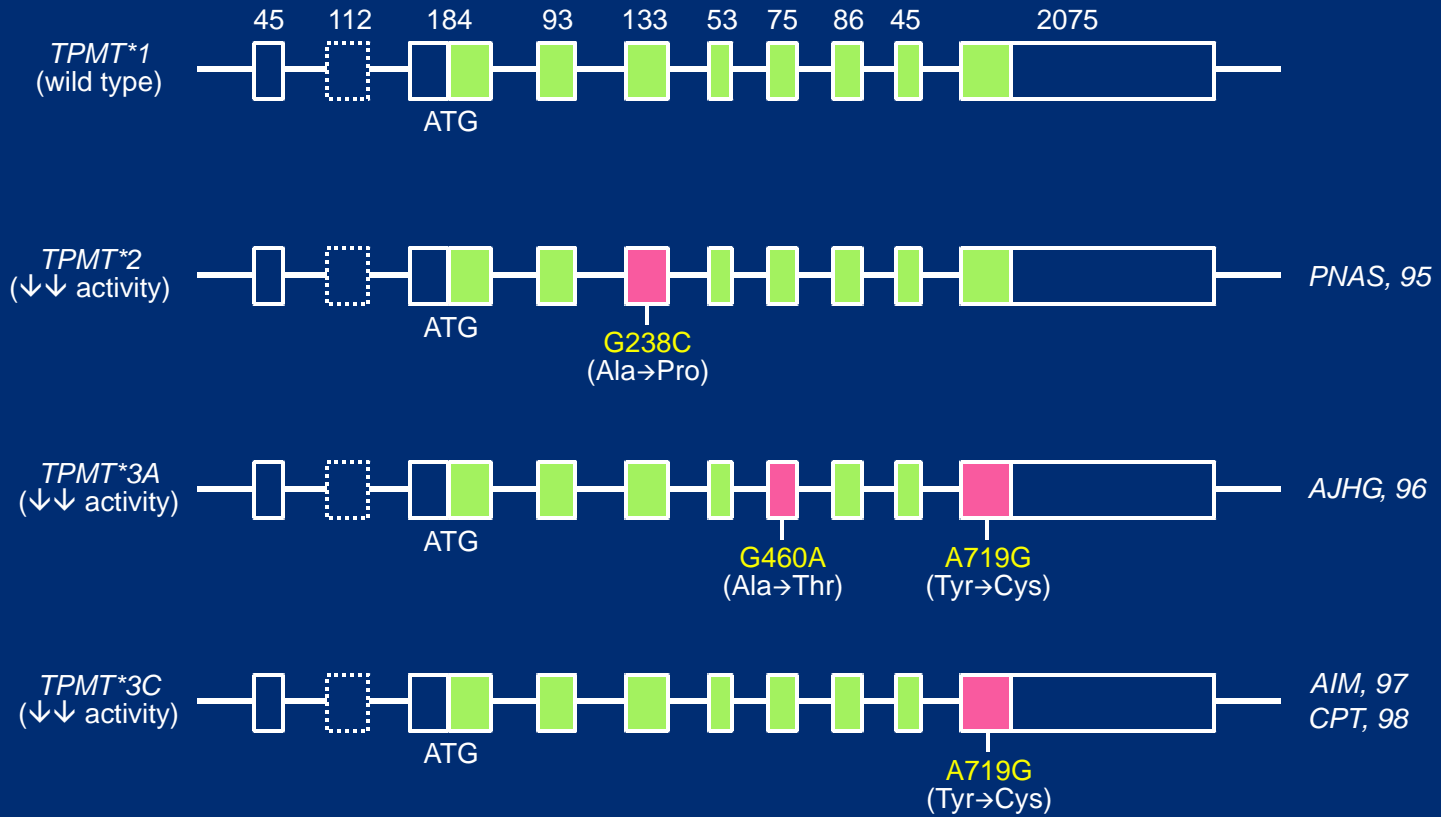 45 112 184 93 133 53 75 86 45 2075
TPMT*1
(wild type)
ATG
TPMT*2
(↓↓ activity)
ATG
G238C
(Ala→Pro)
PNAS, 95
TPMT*3A
(↓↓ activity)
ATG
G460A
(Ala→Thr)
A719G
(Tyr→Cys)
AJHG, 96
TPMT*3C
(↓↓ activity)
ATG
A719G
(Tyr→Cys)
AIM, 97
CPT, 98